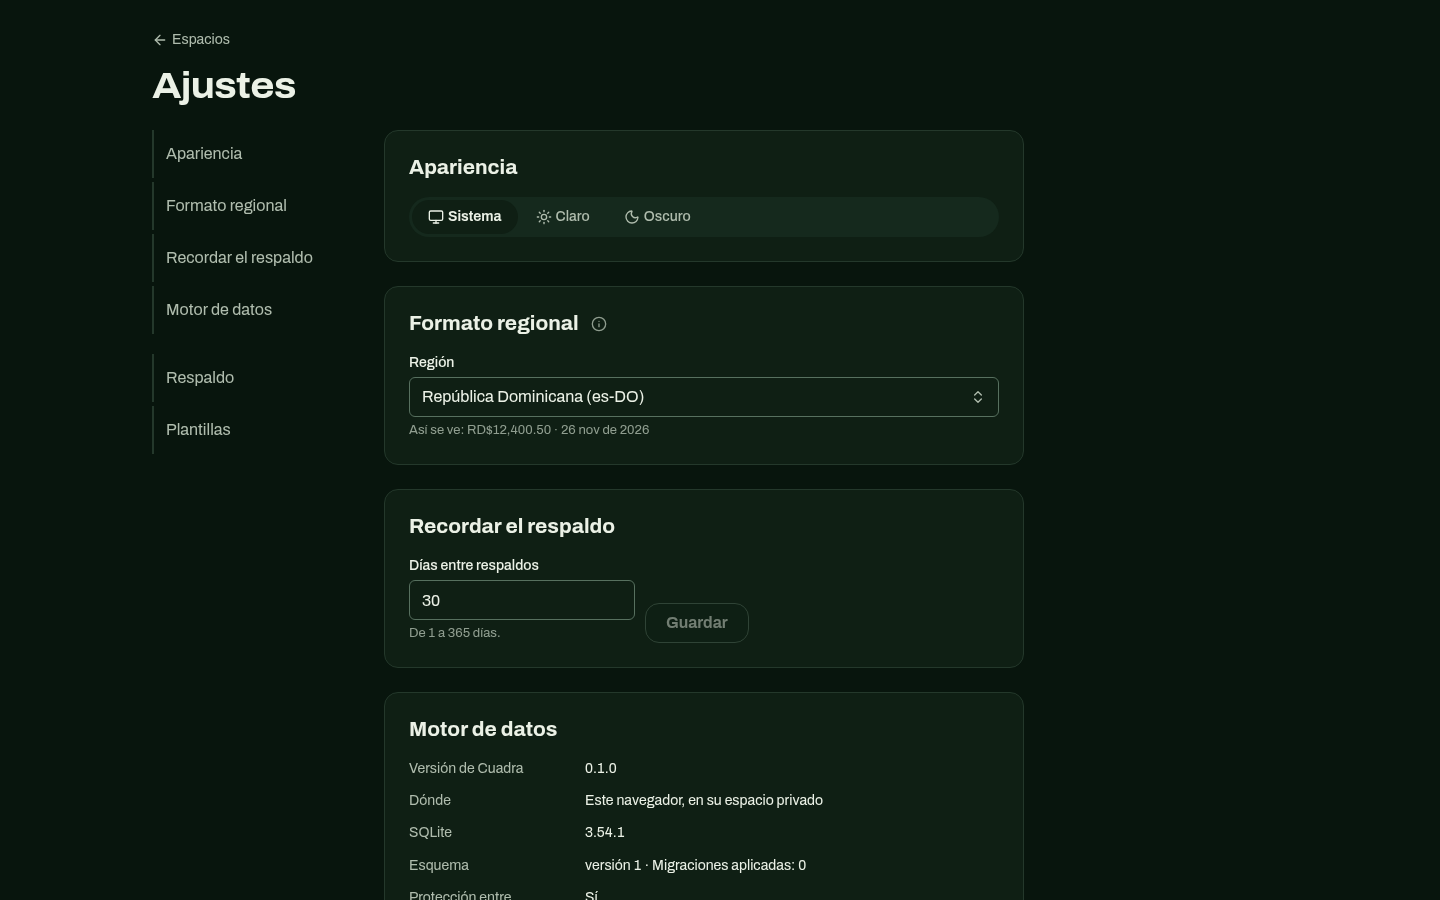 Espacios
Ajustes
Apariencia
Formato regional
Recordar el respaldo
Motor de datos
Respaldo
Plantillas
Apariencia
Sistema Claro Oscuro
Formato regional
Región
República Dominicana (es-DO)
Así se ve: RD$12,400.50 · 26 nov de 2026
Recordar el respaldo
Días entre respaldos
30
Guardar
De 1 a 365 días.
Motor de datos
Versión de Cuadra 0.1.0
Dónde Este navegador, en su espacio privado
SQLite 3.54.1
Esquema versión 1 · Migraciones aplicadas: 0
Protección entre Sí